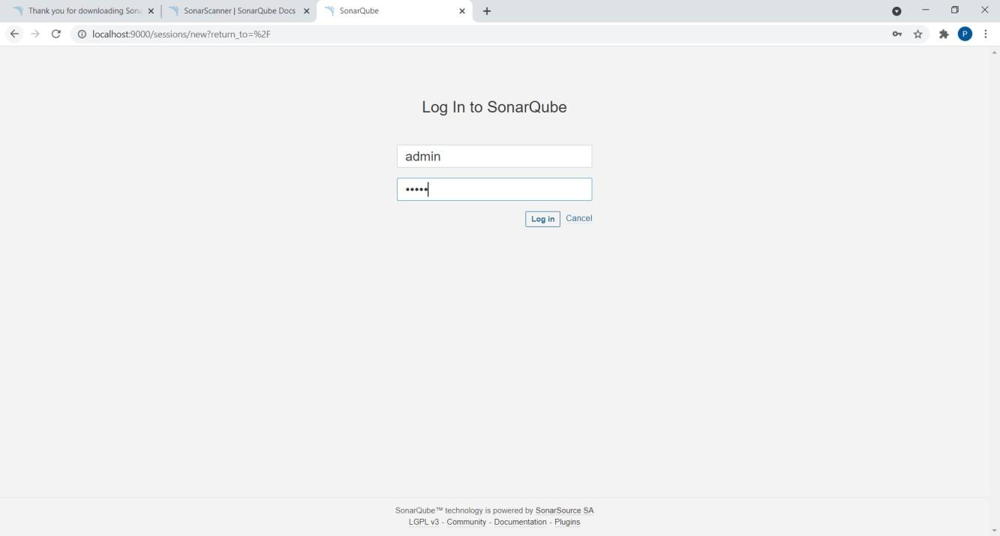 Thank you for downloading Sona
SonarScanner | SonarQube Docs
SonarQube
localhost:9000/sessions/new?return_to=%2F
P
Log In to SonarQube
admin
•••••
Log in Cancel
SonarQube™ technology is powered by SonarSource SA
LGPL v3 - Community - Documentation - Plugins